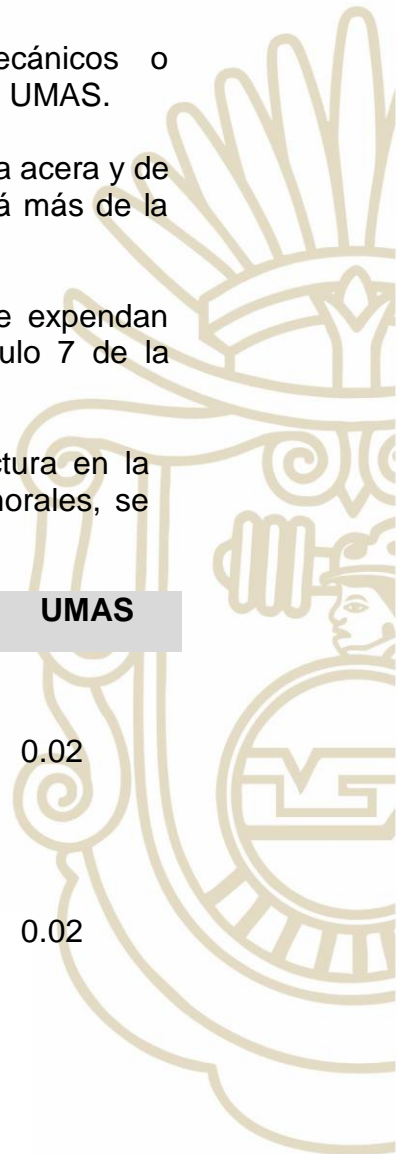 ecánicos o
UMAS.
a acera y de
á más de la
e expendan
ulo 7 de la
ctura en la
norales, se
UMAS
0.02
0.02